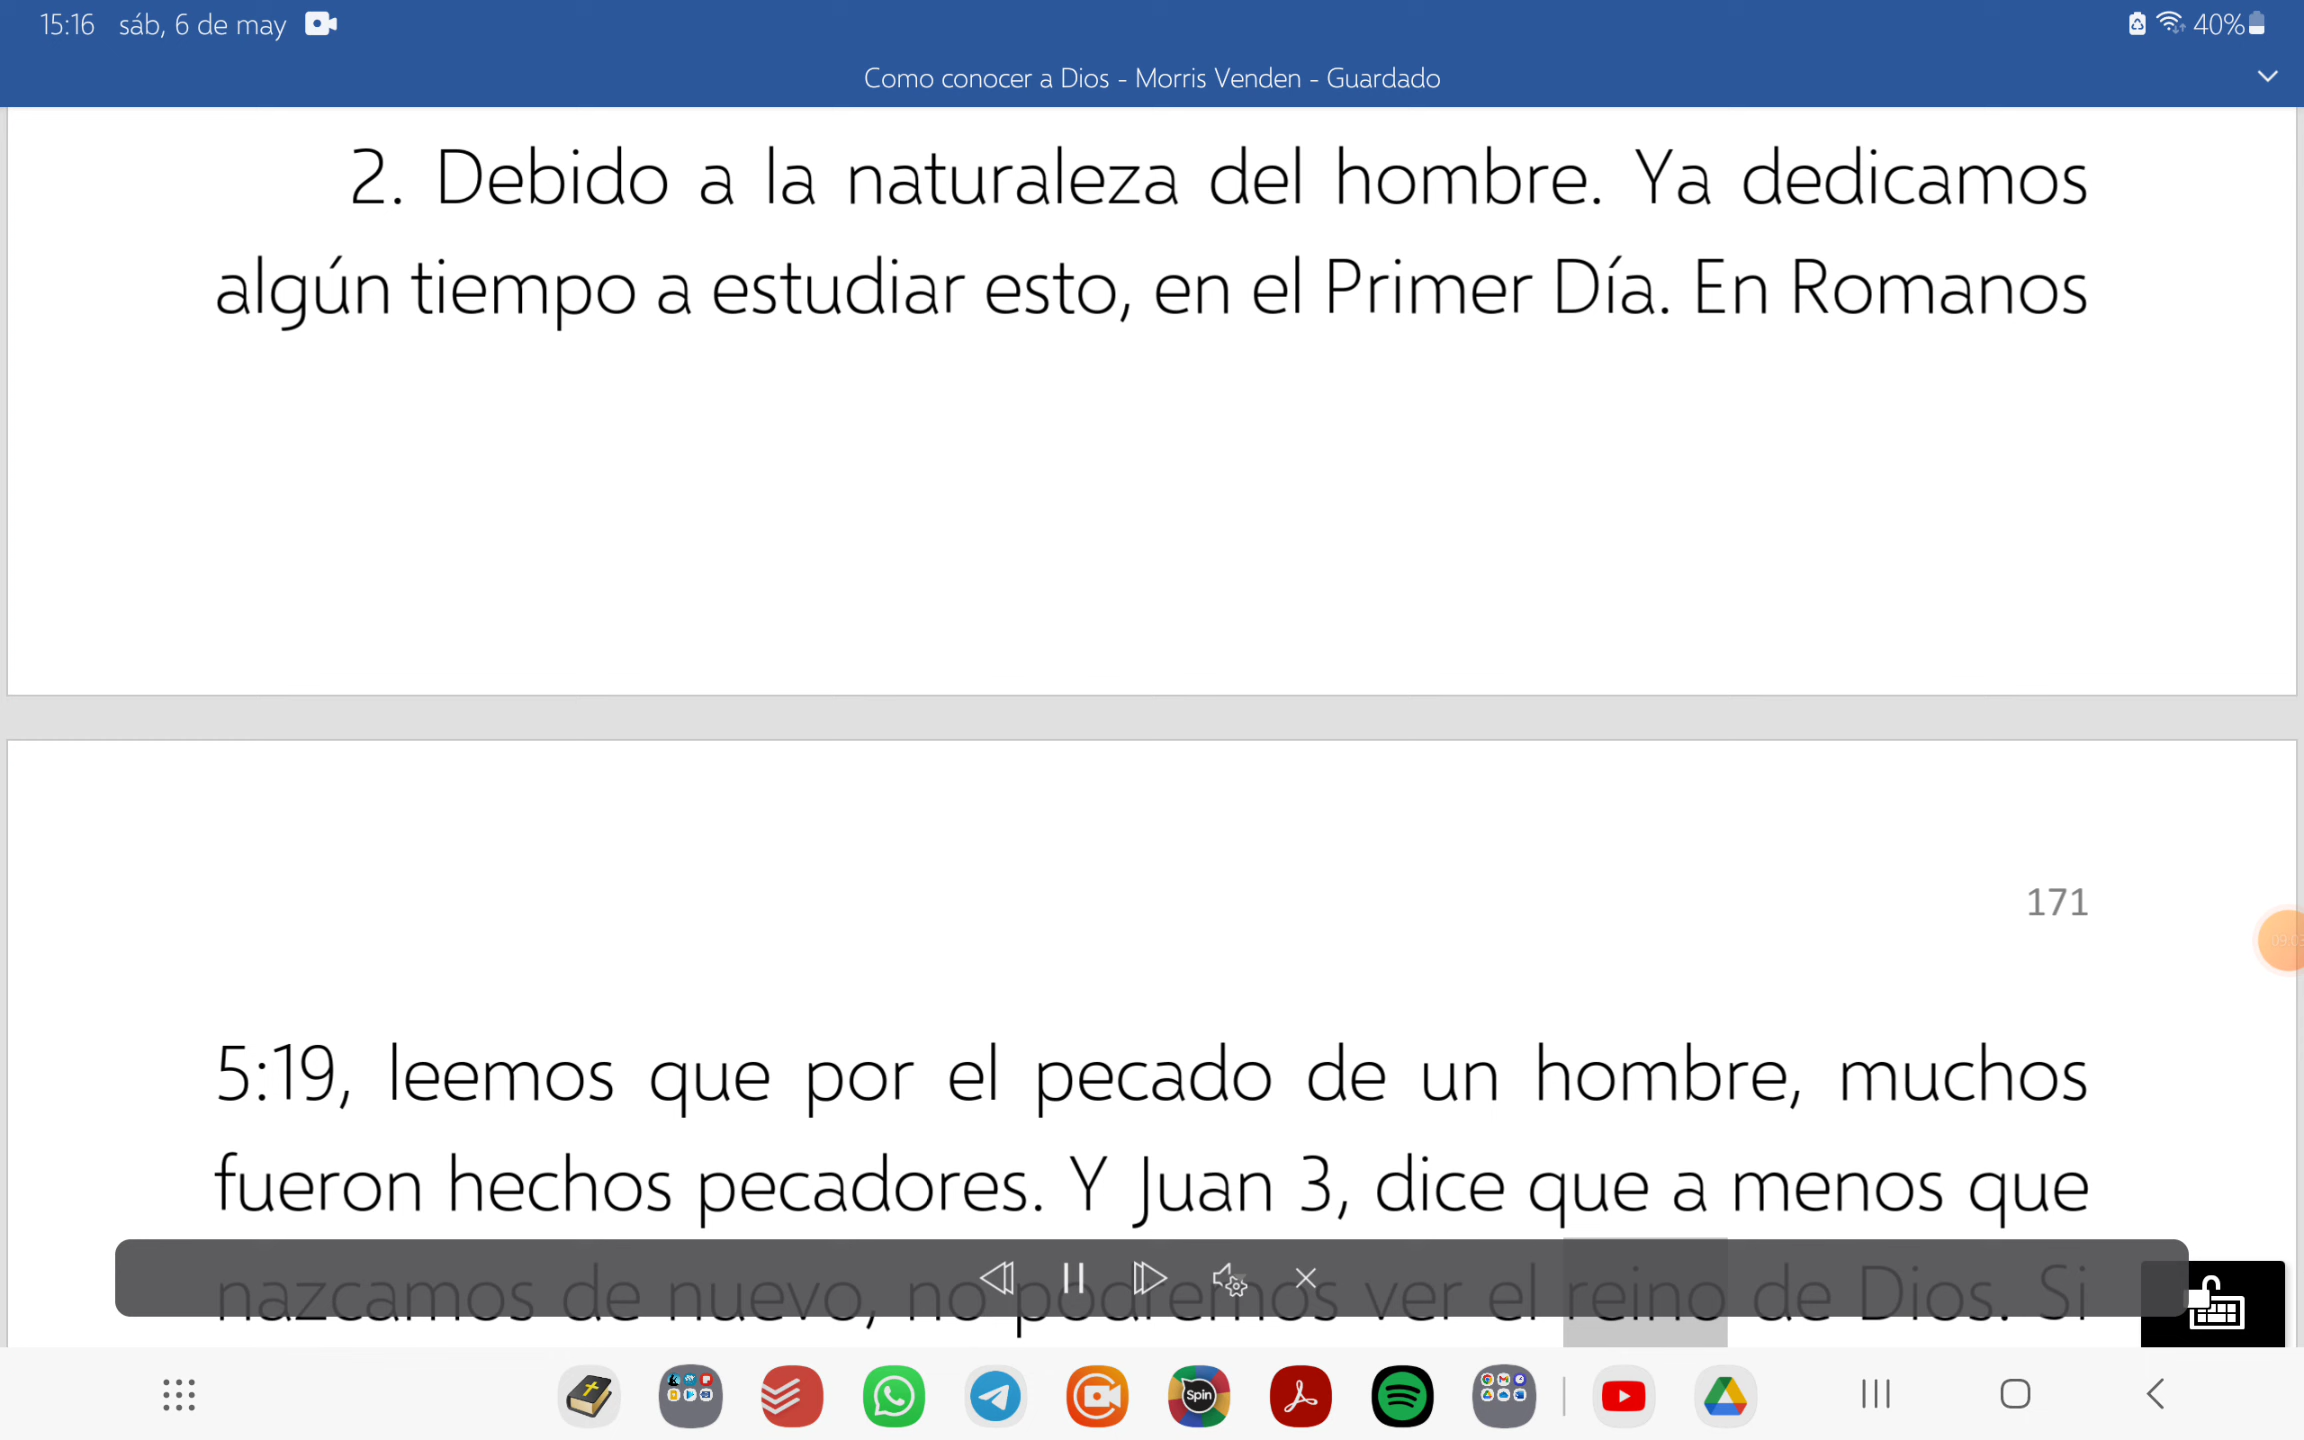 15:16 sáb, 6 de may 40%
Como conocer a Dios - Morris Venden - Guardado
2. Debido a la naturaleza del hombre. Ya dedicamos
algún tiempo a estudiar esto, en el Primer Día. En Romanos
171
5:19, leemos que por el pecado de un hombre, muchos
fueron hechos pecadores. Y Juan 3, dice que a menos que
nazcamos de nuevo, no podremos ver el reino de Dios. Si
Spin